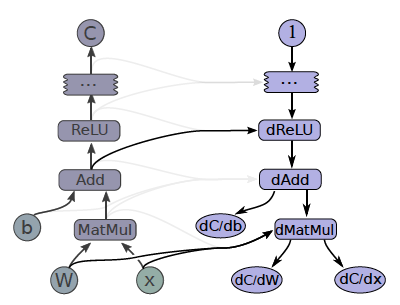 C 1
... ...
ReLU dReLU
Add dAdd
b MatMul dC/db dMatMul
W x dC/dW dC/dx